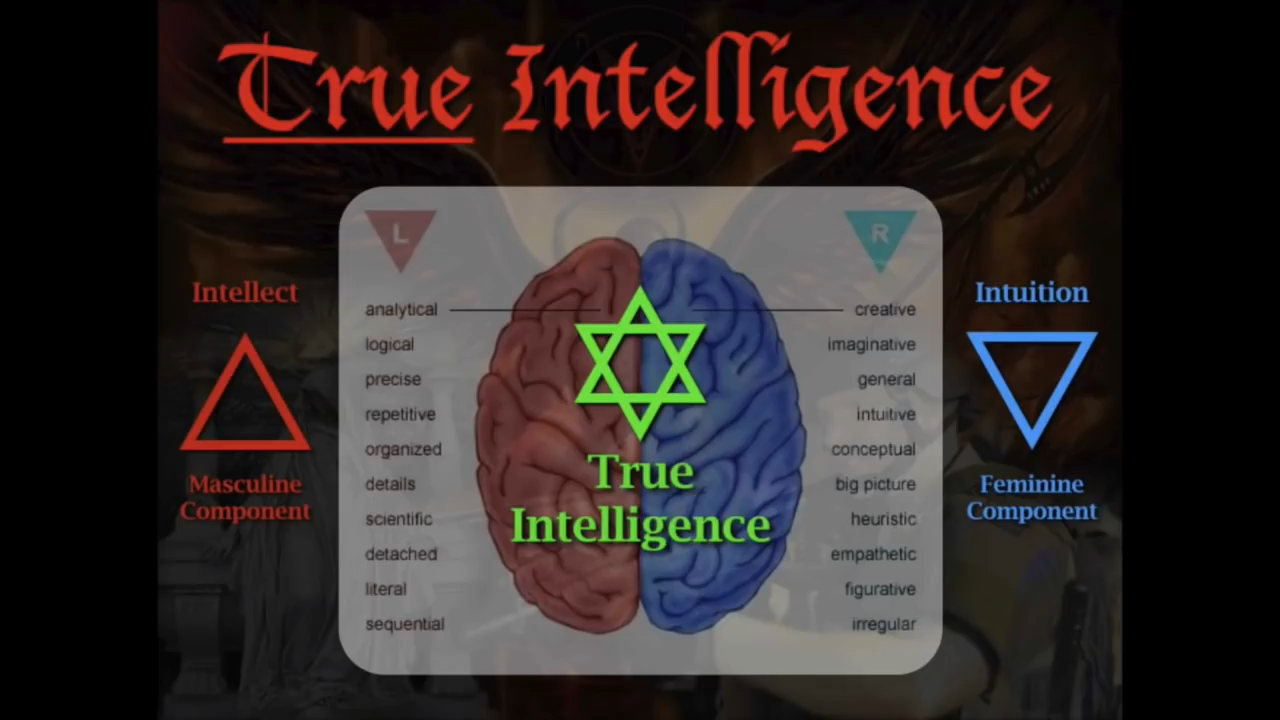 True Intelligence
L
R
Intellect
Intuition
analytical
creative
logical
imaginative
precise
general
repetitive
intuitive
organized
conceptual
details
big picture
scientific
heuristic
detached
empathetic
literal
figurative
sequential
irregular
True
Intelligence
Masculine
Component
Feminine
Component